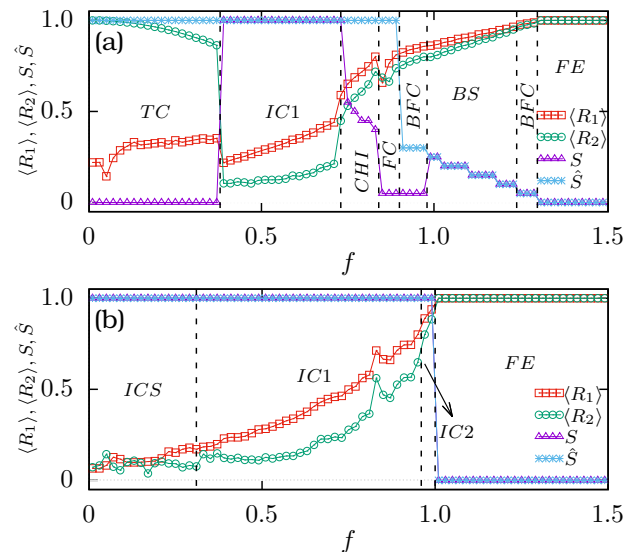 (a)
⟨R₁⟩, ⟨R₂⟩, S, Ŝ
1.0
0.5
0
TC
IC1
CHI
FC
BFC
BS
BFC
FE
⟨R₁⟩
⟨R₂⟩
S
Ŝ
0 0.5 1.0 1.5
f
(b)
⟨R₁⟩, ⟨R₂⟩, S, Ŝ
1.0
0.5
0
ICS
IC1
IC2
FE
⟨R₁⟩
⟨R₂⟩
S
Ŝ
0 0.5 1.0 1.5
f